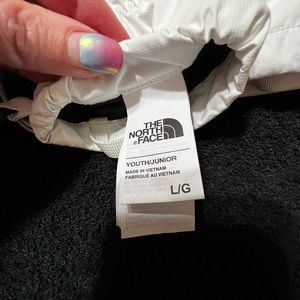 THE
NORTH
FACE
YOUTH/JUNIOR
MADE IN VIETNAM
FABRIQUÉ AU VIETNAM
L/G